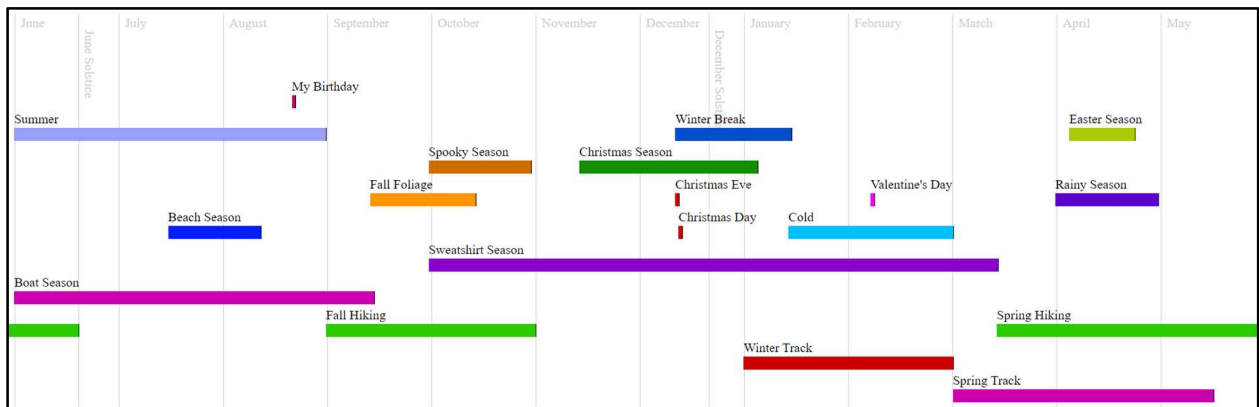 June July August September October November December January February March April May
June Solstice
December Solst
My Birthday
Summer Winter Break Easter Season
Spooky Season Christmas Season
Fall Foliage Christmas Eve Valentine's Day Rainy Season
Beach Season Christmas Day Cold
Sweatshirt Season
Boat Season
Fall Hiking Spring Hiking
Winter Track
Spring Track